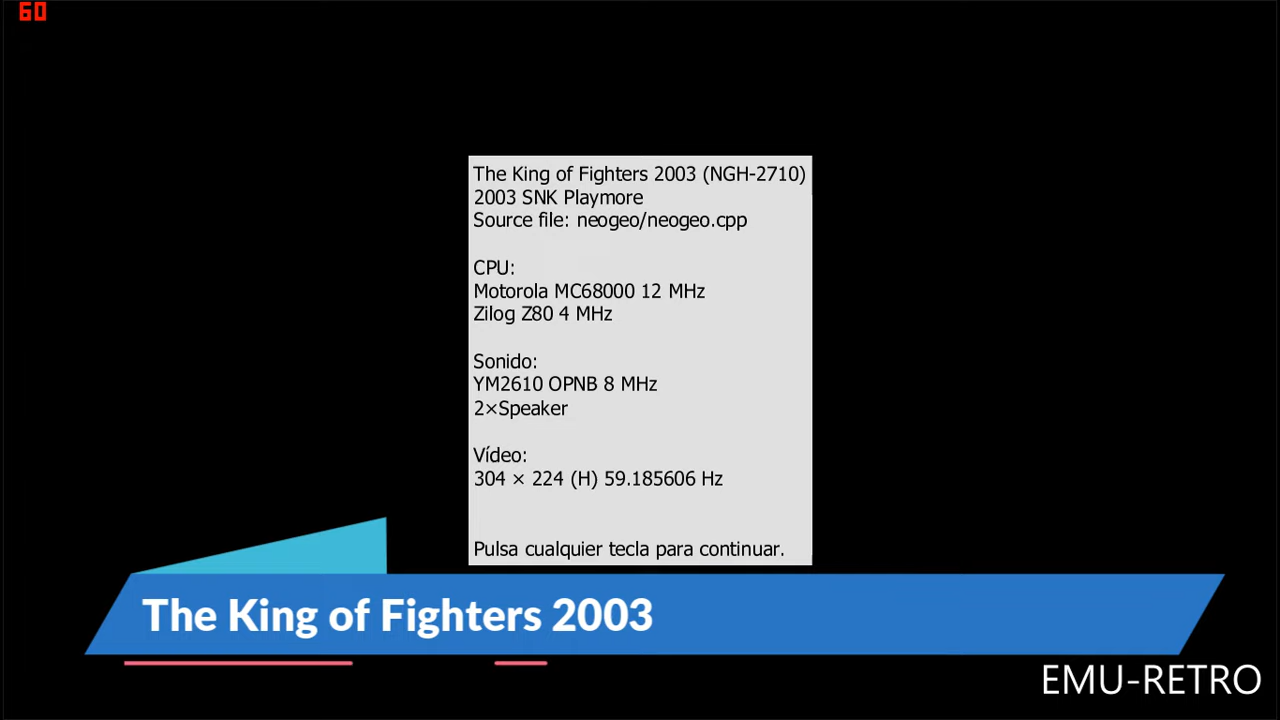 60
The King of Fighters 2003 (NGH-2710)
2003 SNK Playmore
Source file: neogeo/neogeo.cpp
CPU:
Motorola MC68000 12 MHz
Zilog Z80 4 MHz
Sonido:
YM2610 OPNB 8 MHz
2×Speaker
Vídeo:
304 × 224 (H) 59.185606 Hz
Pulsa cualquier tecla para continuar.
The King of Fighters 2003
EMU-RETRO